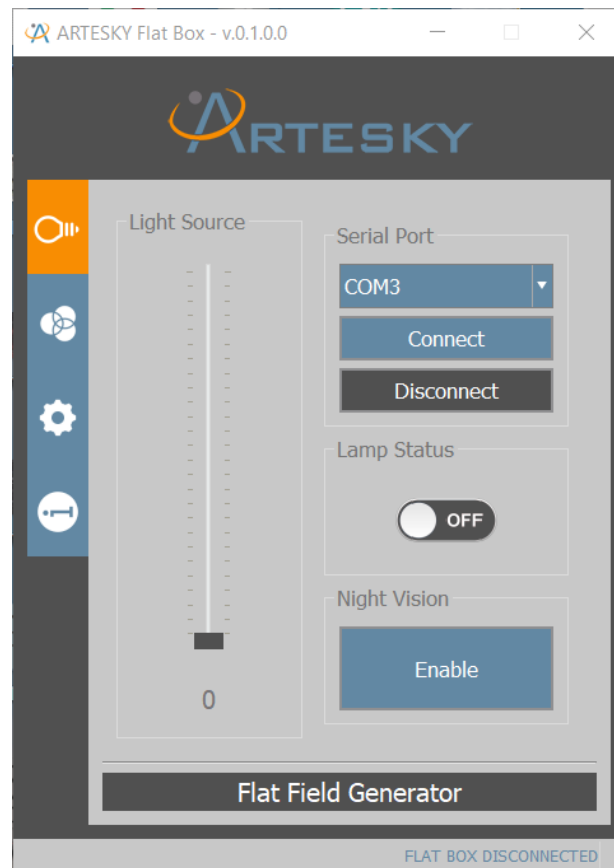 ARTESKY Flat Box - v.0.1.0.0
ARTESKY
Light Source
0
Serial Port
COM3
Connect
Disconnect
Lamp Status
OFF
Night Vision
Enable
Flat Field Generator
FLAT BOX DISCONNECTED